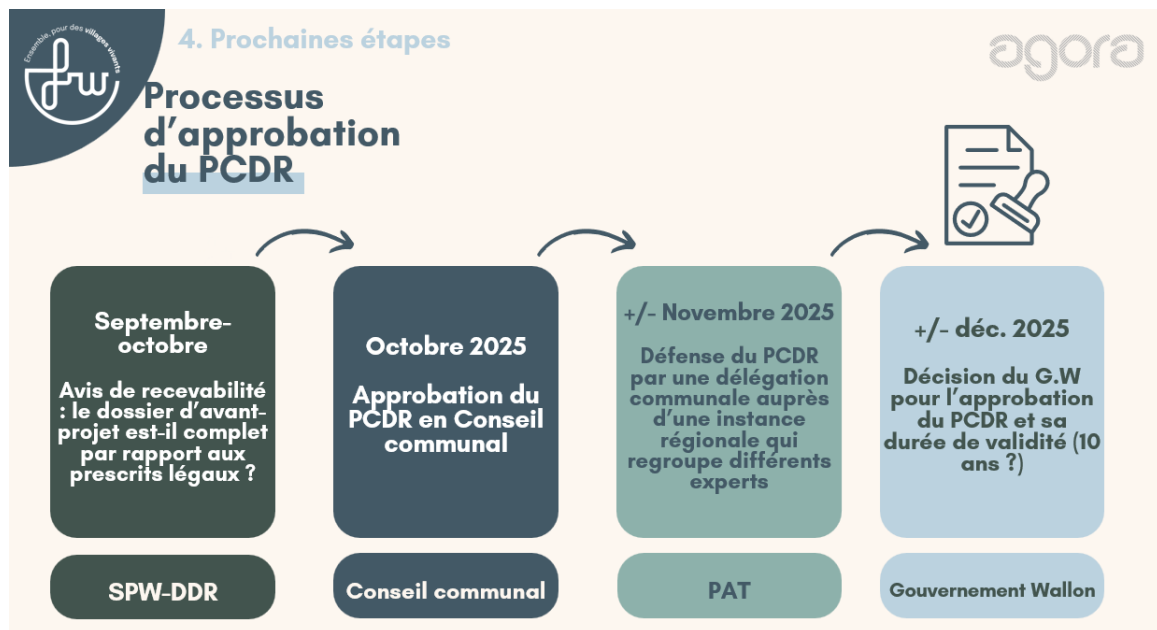 Ensemble, pour des villages vivants
fw
4. Prochaines étapes
agora
Processus
d'approbation
du PCDR
Septembre-
octobre
Avis de recevabilité
: le dossier d'avant-
projet est-il complet
par rapport aux
prescrits légaux ?
SPW-DDR
Octobre 2025
Approbation du
PCDR en Conseil
communal
Conseil communal
+/- Novembre 2025
Défense du PCDR
par une délégation
communale auprès
d'une instance
régionale qui
regroupe différents
experts
PAT
+/- déc. 2025
Décision du G.W
pour l'approbation
du PCDR et sa
durée de validité (10
ans ?)
Gouvernement Wallon